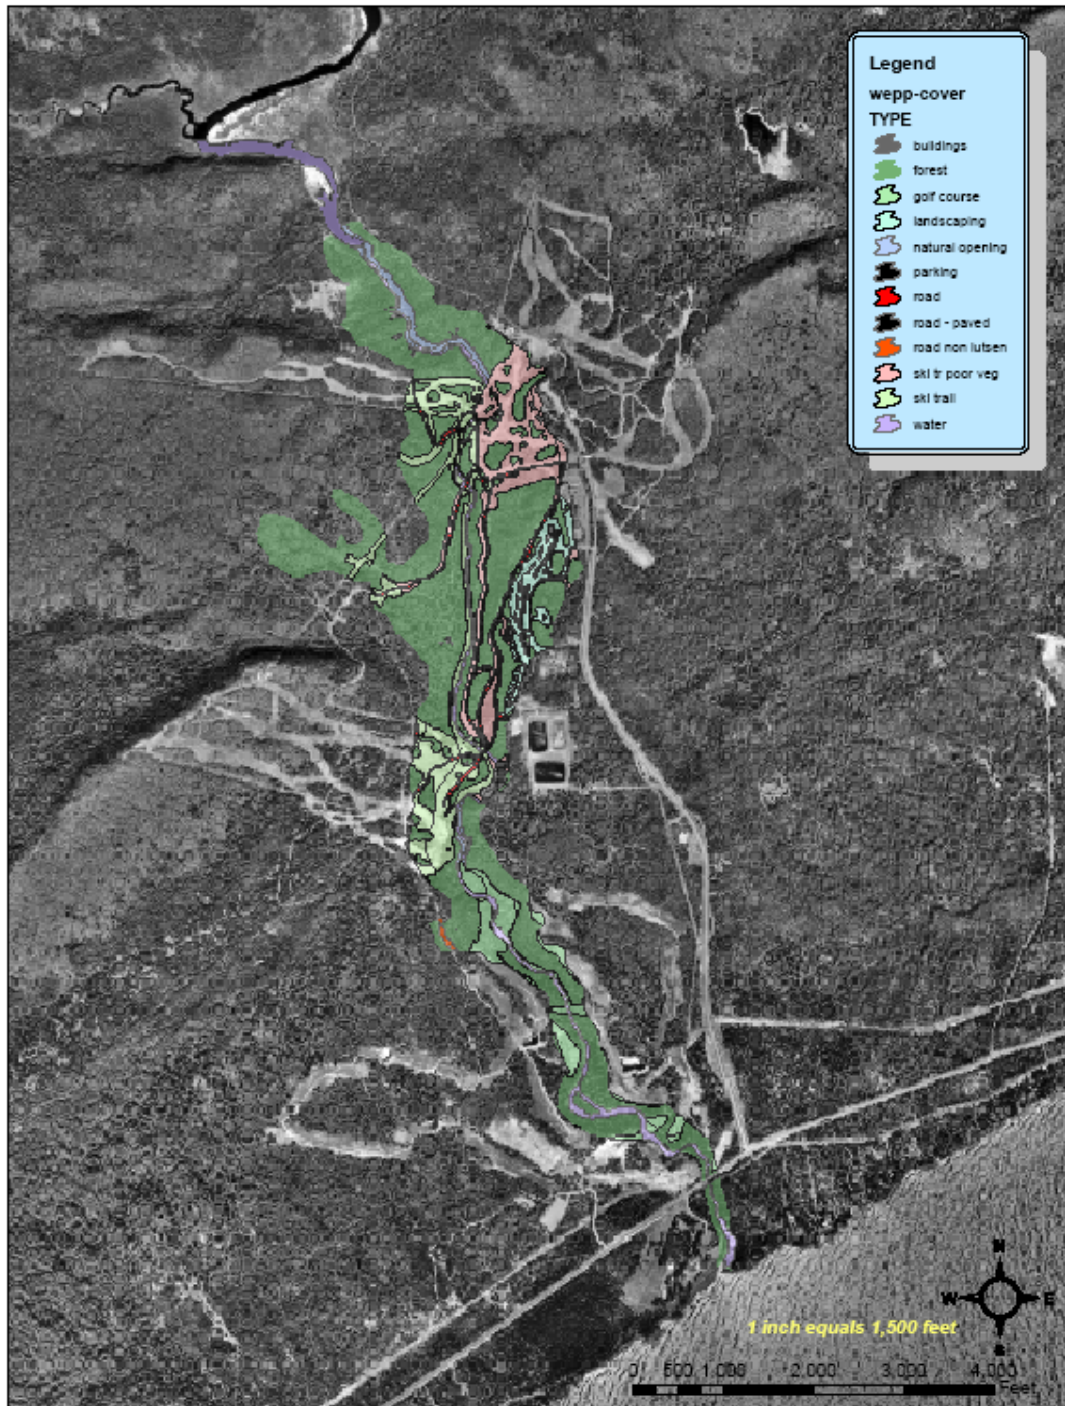 Legend
wepp-cover
TYPE
buildings
forest
golf course
landscaping
natural opening
parking
road
road - paved
road non lutsen
ski tr poor veg
ski trail
water
N
W E
S
1 inch equals 1,500 feet
0 500 1,000 2,000 3,000 4,000
Feet